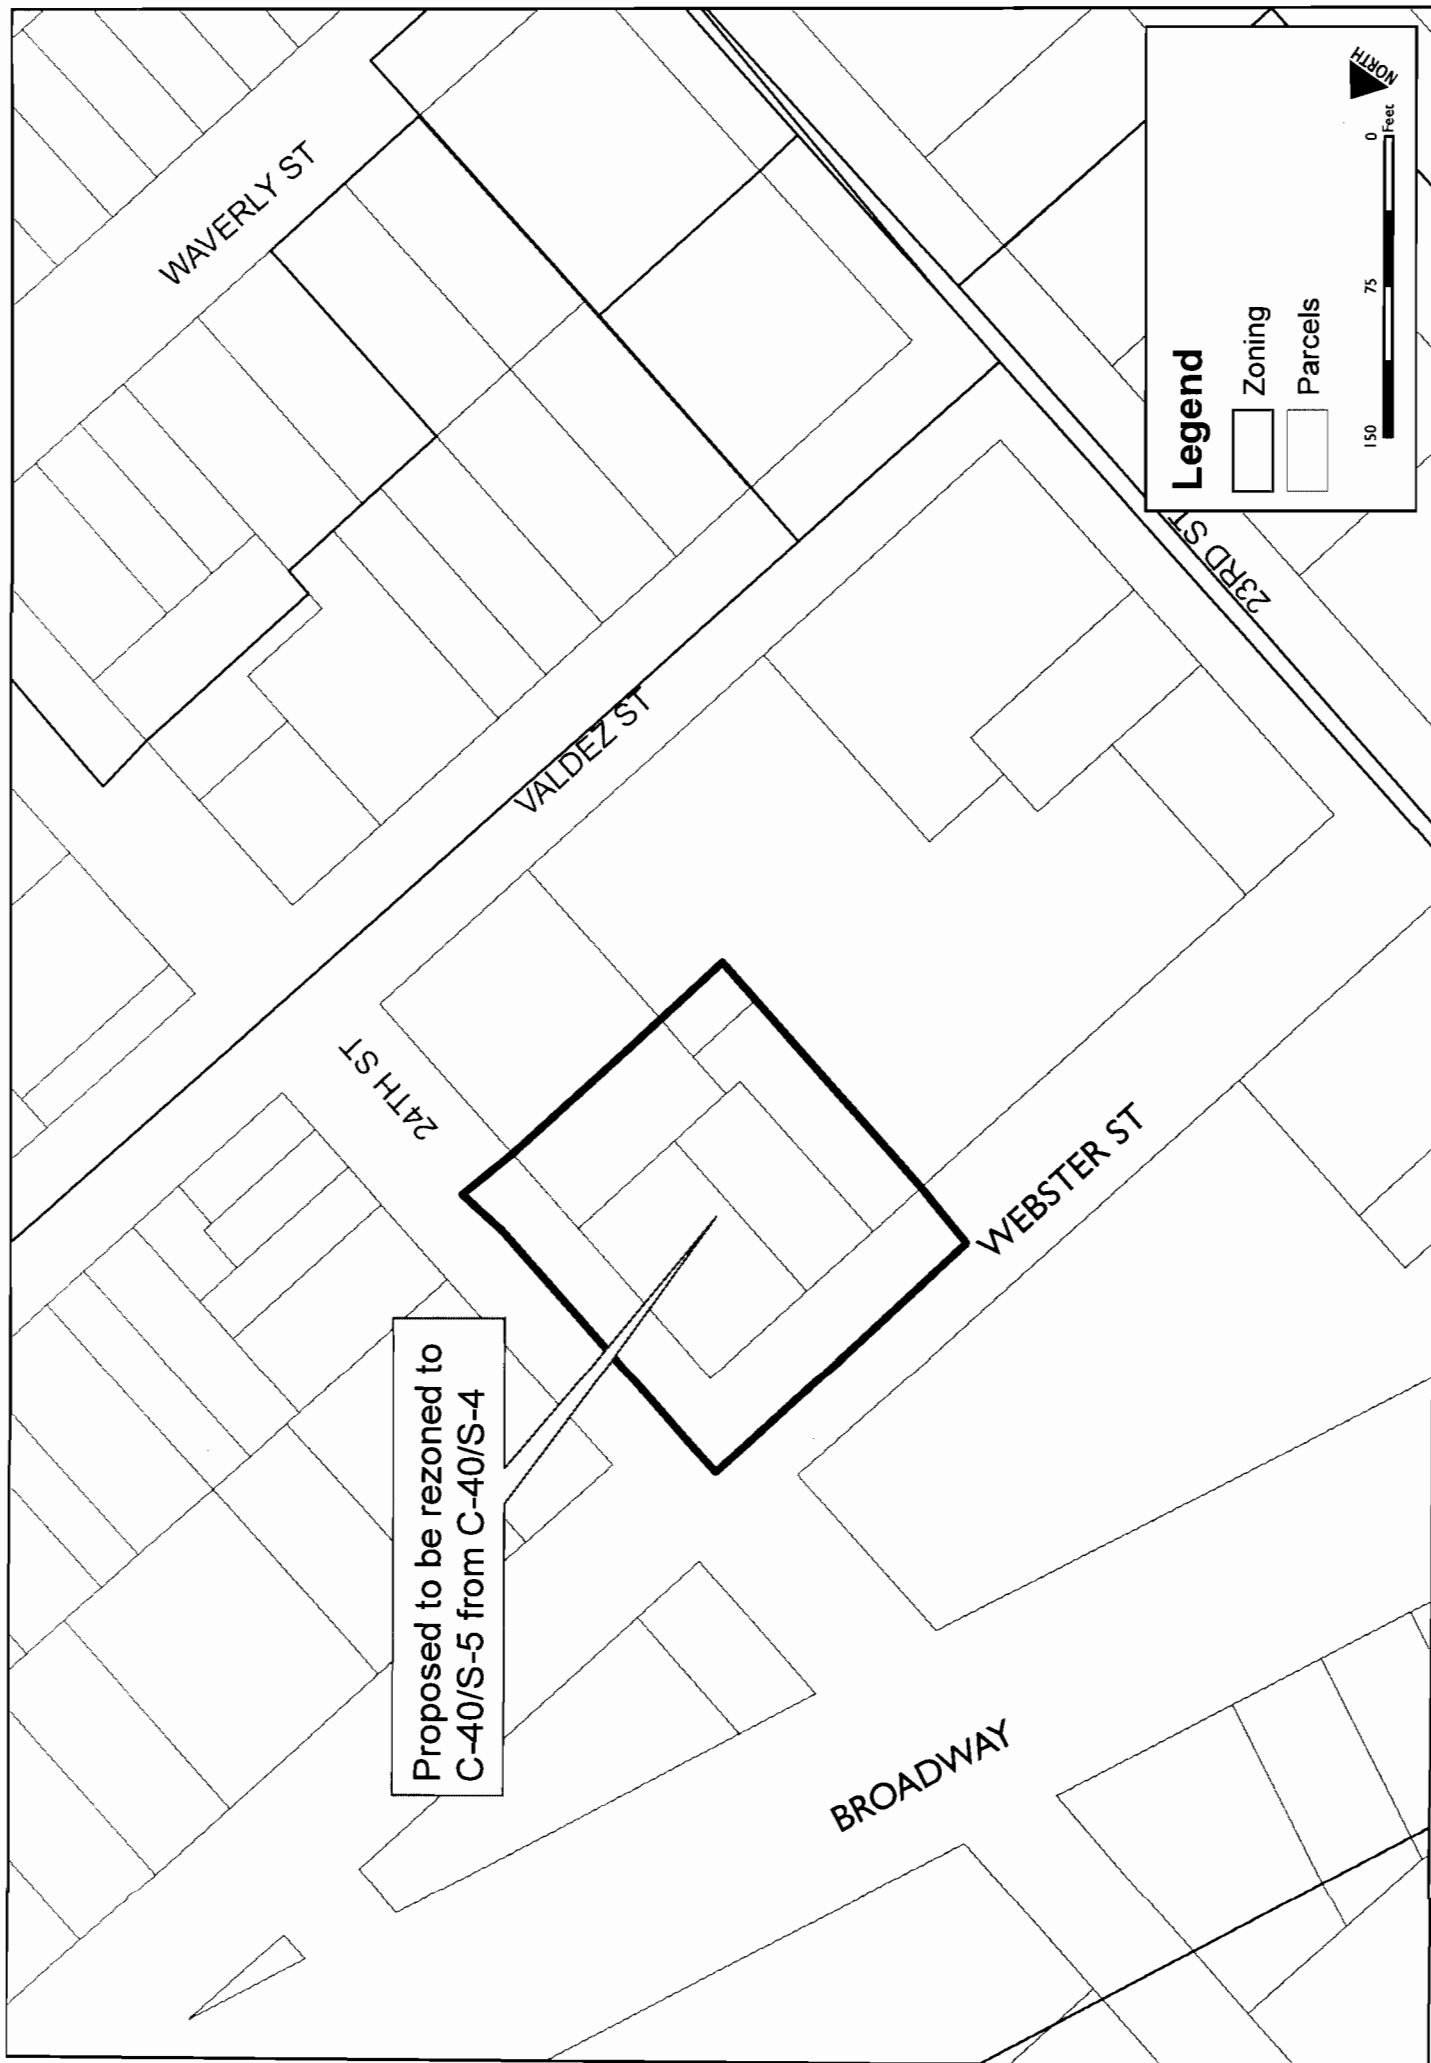 WAVERLY ST
VALDEZ ST
24TH ST
23RD ST
WEBSTER ST
BROADWAY
Proposed to be rezoned to
C-40/S-5 from C-40/S-4
Legend
Zoning
Parcels
150 75 0
Feet
NORTH